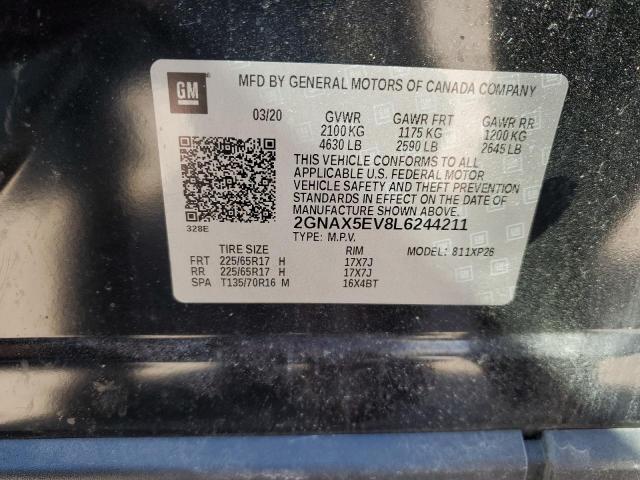 GM
MFD BY GENERAL MOTORS OF CANADA COMPANY
03/20 GVWR GAWR FRT GAWR RR
2100 KG 1175 KG 1200 KG
4630 LB 2590 LB 2645 LB
THIS VEHICLE CONFORMS TO ALL
APPLICABLE U.S. FEDERAL MOTOR
VEHICLE SAFETY AND THEFT PREVENTION
STANDARDS IN EFFECT ON THE DATE OF
MANUFACTURE SHOWN ABOVE.
328E 2GNAX5EV8L6244211
TYPE: M.P.V. MODEL: 811XP26
TIRE SIZE RIM
FRT 225/65R17 H 17X7J
RR 225/65R17 H 17X7J
SPA T135/70R16 M 16X4BT